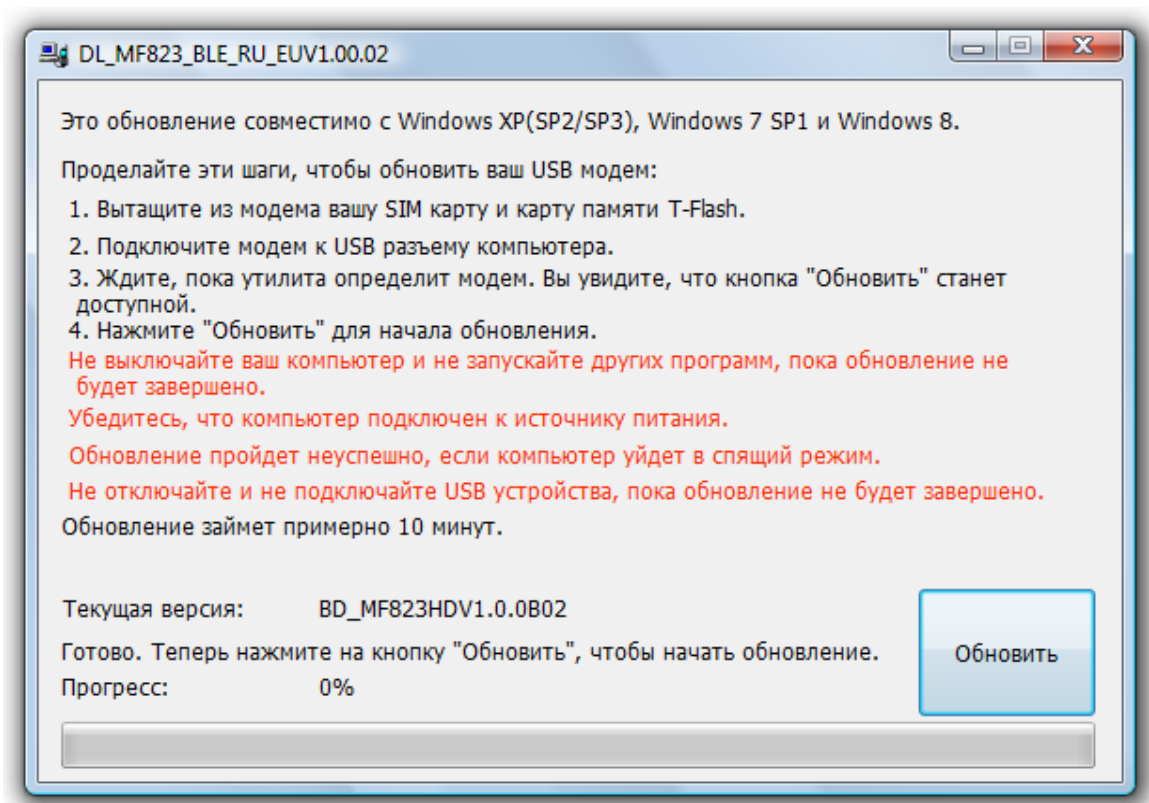 DL_MF823_BLE_RU_EUV1.00.02
Это обновление совместимо с Windows XP(SP2/SP3), Windows 7 SP1 и Windows 8.
Проделайте эти шаги, чтобы обновить ваш USB модем:
1. Вытащите из модема вашу SIM карту и карту памяти T-Flash.
2. Подключите модем к USB разъему компьютера.
3. Ждите, пока утилита определит модем. Вы увидите, что кнопка "Обновить" станет
доступной.
4. Нажмите "Обновить" для начала обновления.
Не выключайте ваш компьютер и не запускайте других программ, пока обновление не
будет завершено.
Убедитесь, что компьютер подключен к источнику питания.
Обновление пройдет неуспешно, если компьютер уйдет в спящий режим.
Не отключайте и не подключайте USB устройства, пока обновление не будет завершено.
Обновление займет примерно 10 минут.
Текущая версия: BD_MF823HDV1.0.0B02
Готово. Теперь нажмите на кнопку "Обновить", чтобы начать обновление.
Обновить
Прогресс: 0%